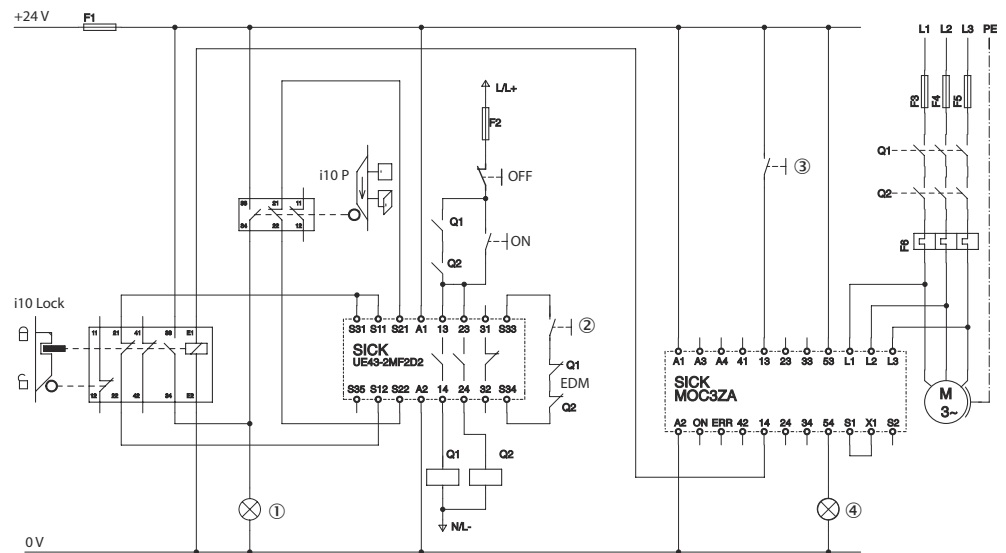 +24 V F1
L1 L2 L3 PE
L/L+
F2
F3 F4 F5
i10 P
③
Q1
OFF
33 21 11
34 22 12
Q2
Q1
ON
F6
Q2
i10 Lock
11 21 41 33 E1
12 22 42 34 E2
S31 S11 S21 A1 13 23 31 S33
②
SICK
UE43-2MF2D2
Q1
EDM
Q2
S35 S12 S22 A2 14 24 32 S34
A1 A3 A4 41 13 23 33 53 L1 L2 L3
SICK
MOC3ZA
M
3~
A2 ON ERR 42 14 24 34 54 S1 X1 S2
Q1 Q2
①
④
N/L-
0 V